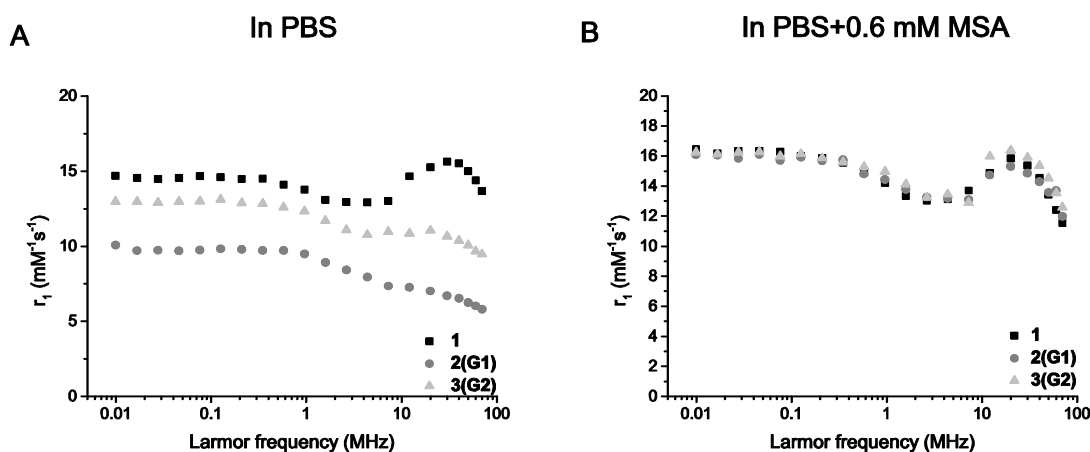 A
In PBS
20
15
10
5
0
r₁ (mM⁻¹s⁻¹)
0.01
0.1
1
10
100
Larmor frequency (MHz)
1
2(G1)
3(G2)
B
In PBS+0.6 mM MSA
20
18
16
14
12
10
8
6
4
2
0
r₁ (mM⁻¹s⁻¹)
0.01
0.1
1
10
100
Larmor frequency (MHz)
1
2(G1)
3(G2)